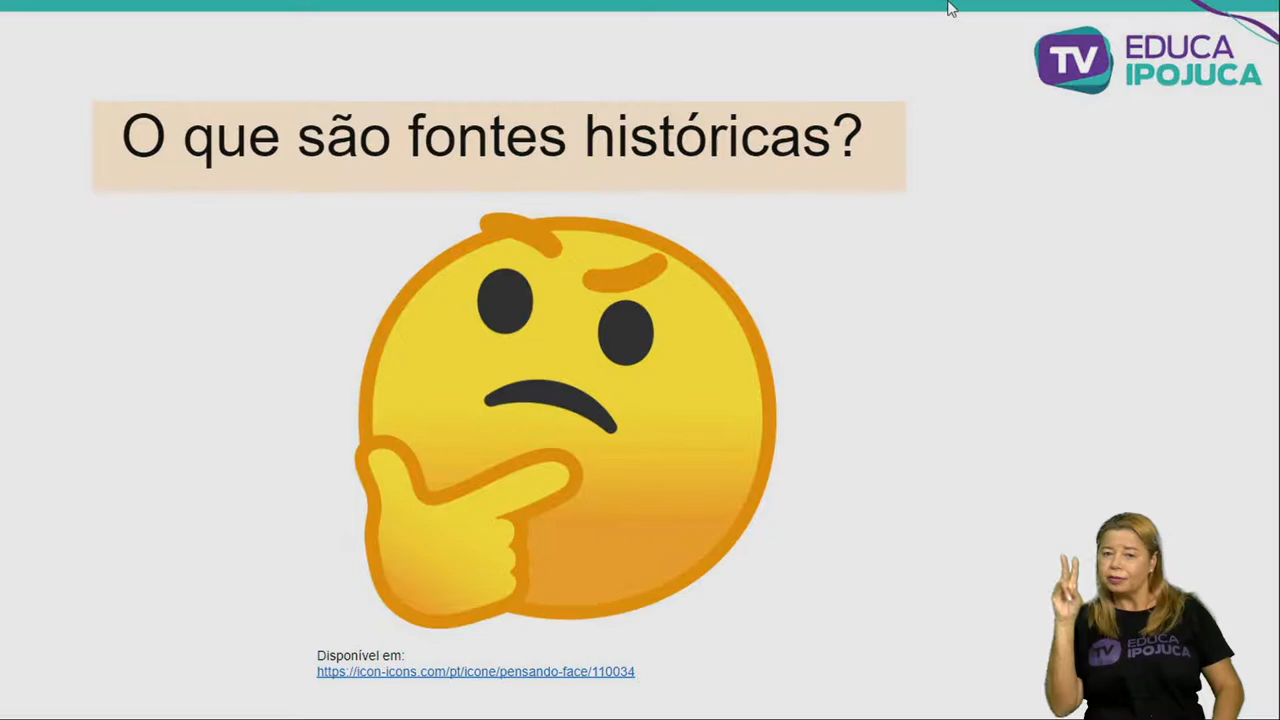 TV EDUCA
IPOJUCA
O que são fontes históricas?
Disponível em:
https://icon-icons.com/pt/icone/pensando-face/110034
TV EDUCA
IPOJUCA